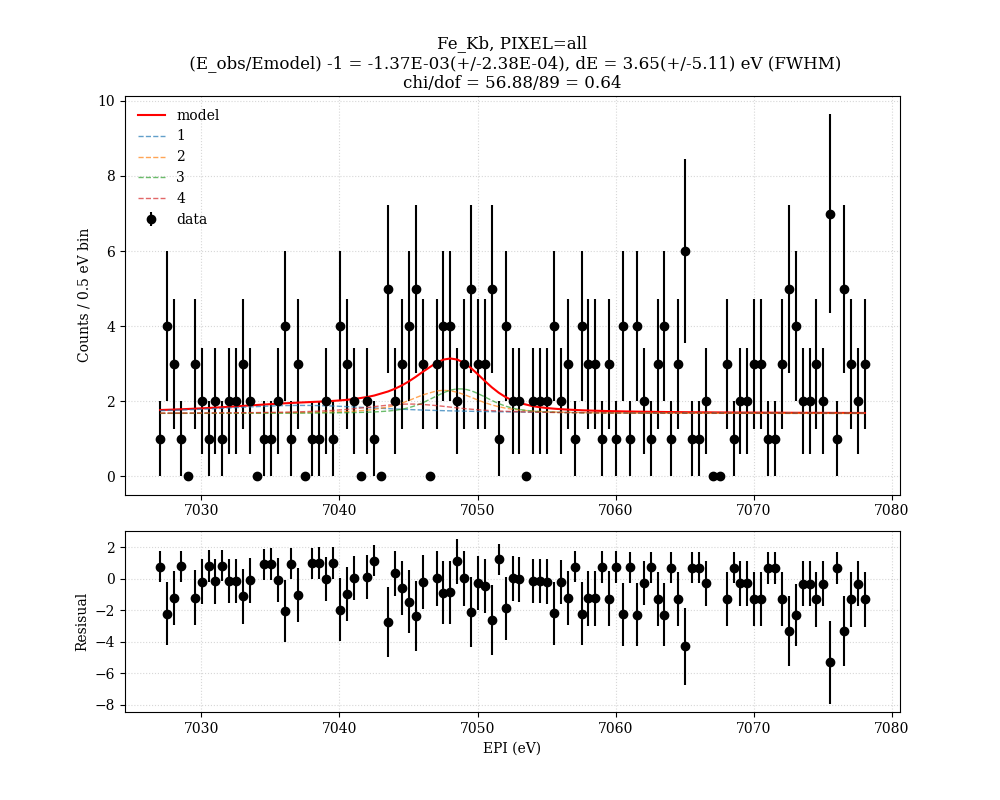 Fe_Kb, PIXEL=all
(E_obs/Emodel) -1 = -1.37E-03(+/-2.38E-04), dE = 3.65(+/-5.11) eV (FWHM)
chi/dof = 56.88/89 = 0.64
10
8
6
4
2
0
Counts / 0.5 eV bin
model
1
2
3
4
data
7030 7040 7050 7060 7070 7080
2
0
−2
−4
−6
−8
Resisual
7030 7040 7050 7060 7070 7080
EPI (eV)